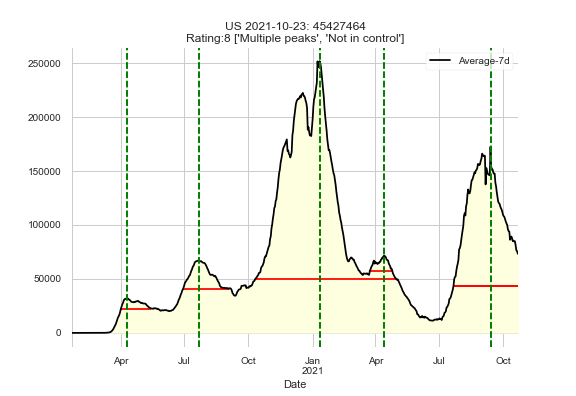 US 2021-10-23: 45427464
Rating:8 ['Multiple peaks', 'Not in control']
Average-7d
250000
200000
150000
100000
50000
0
Apr Jul Oct Jan Apr Jul Oct
2021
Date